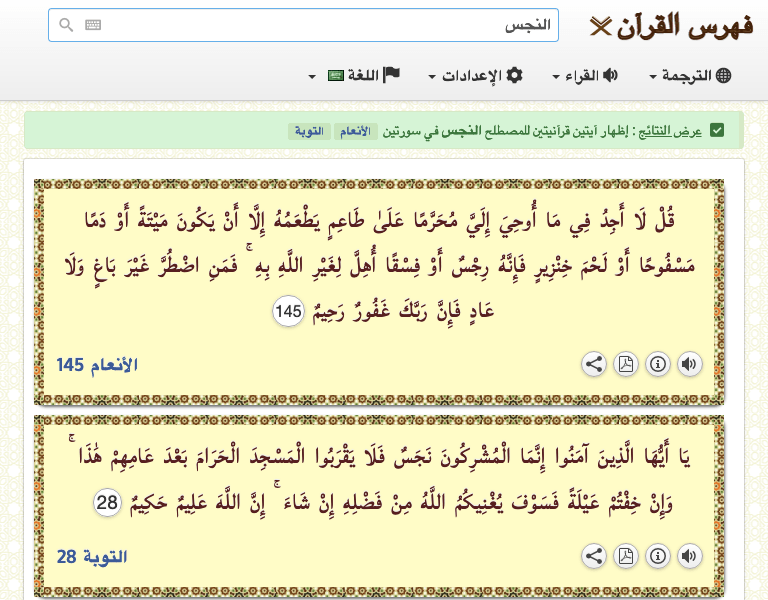 فهرس القرآن
النجس
الترجمة
القراء
الإعدادات
اللغة
عرض النتائج : إظهار آيتين قرآنيتين للمصطلح النجس في سورتين الأنعام التوبة
قُلْ لَا أَجِدُ فِي مَا أُوحِيَ إِلَيَّ مُحَرَّمًا عَلَىٰ طَاعِمٍ يَطْعَمُهُ إِلَّا أَنْ يَكُونَ مَيْتَةً أَوْ دَمًا
مَسْفُوحًا أَوْ لَحْمَ خِنْزِيرٍ فَإِنَّهُ رِجْسٌ أَوْ فِسْقًا أُهِلَّ لِغَيْرِ اللَّهِ بِهِ ۚ فَمَنِ اضْطُرَّ غَيْرَ بَاغٍ وَلَا
عَادٍ فَإِنَّ رَبَّكَ غَفُورٌ رَحِيمٌ 145
الأنعام 145
يَا أَيُّهَا الَّذِينَ آمَنُوا إِنَّمَا الْمُشْرِكُونَ نَجَسٌ فَلَا يَقْرَبُوا الْمَسْجِدَ الْحَرَامَ بَعْدَ عَامِهِمْ هَٰذَا ۚ
وَإِنْ خِفْتُمْ عَيْلَةً فَسَوْفَ يُغْنِيكُمُ اللَّهُ مِنْ فَضْلِهِ إِنْ شَاءَ ۚ إِنَّ اللَّهَ عَلِيمٌ حَكِيمٌ 28
التوبة 28